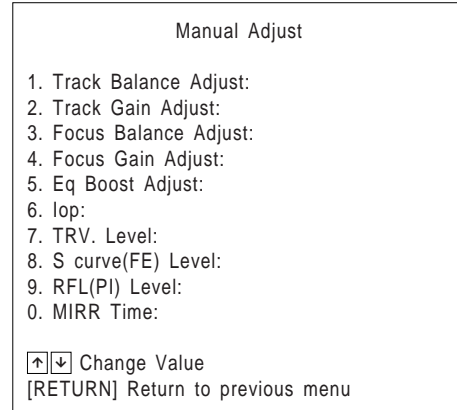 Manual Adjust
1. Track Balance Adjust:
2. Track Gain Adjust:
3. Focus Balance Adjust:
4. Focus Gain Adjust:
5. Eq Boost Adjust:
6. Iop:
7. TRV. Level:
8. S curve(FE) Level:
9. RFL(PI) Level:
0. MIRR Time:
↑↓ Change Value
[RETURN] Return to previous menu